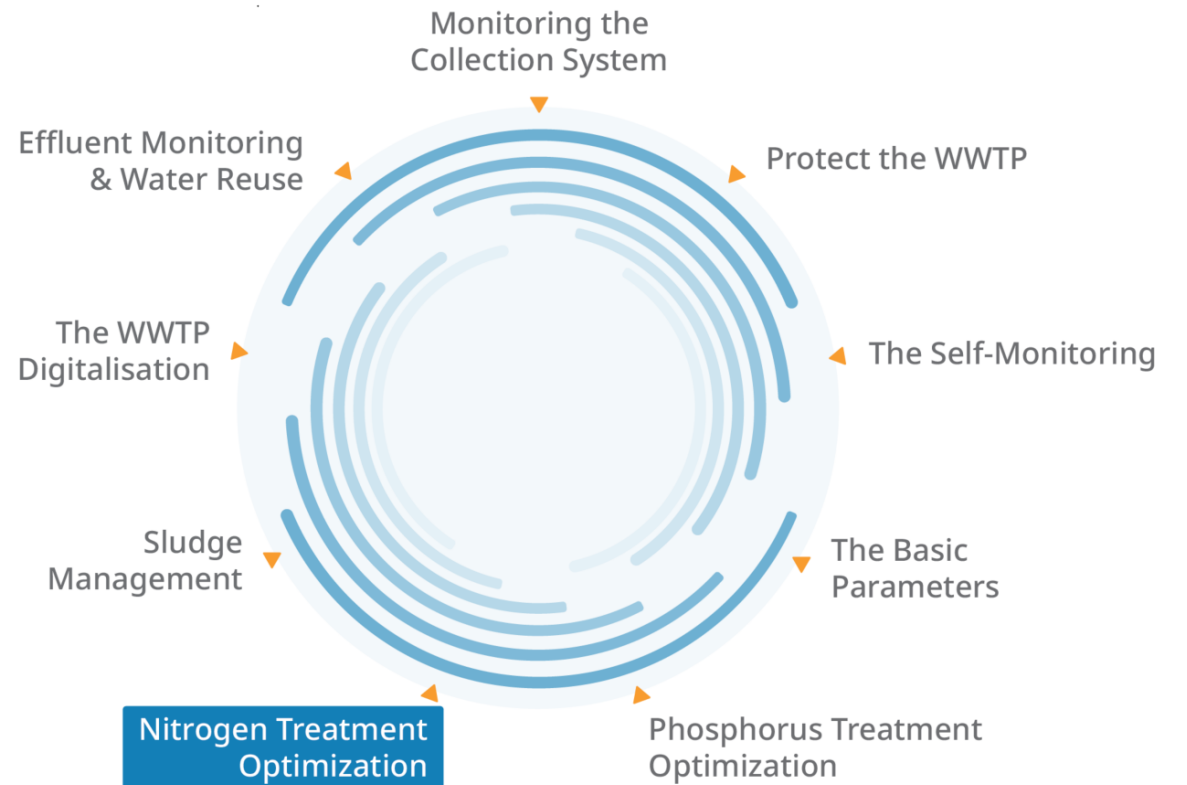 Monitoring the
Collection System
Effluent Monitoring
& Water Reuse
Protect the WWTP
The WWTP
Digitalisation
The Self-Monitoring
Sludge
Management
The Basic
Parameters
Nitrogen Treatment
Optimization
Phosphorus Treatment
Optimization